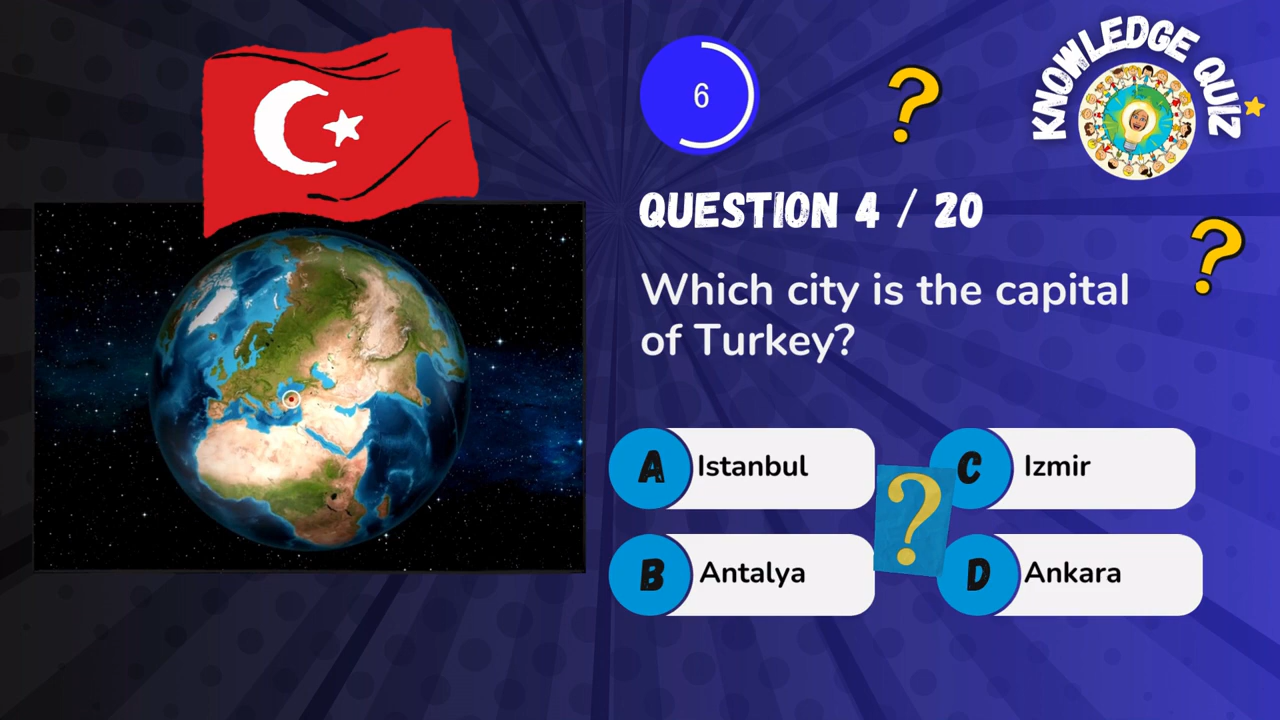 6
?
KNOWLEDGE QUIZ
QUESTION 4 / 20
?
Which city is the capital
of Turkey?
A Istanbul
C Izmir
?
B Antalya
D Ankara